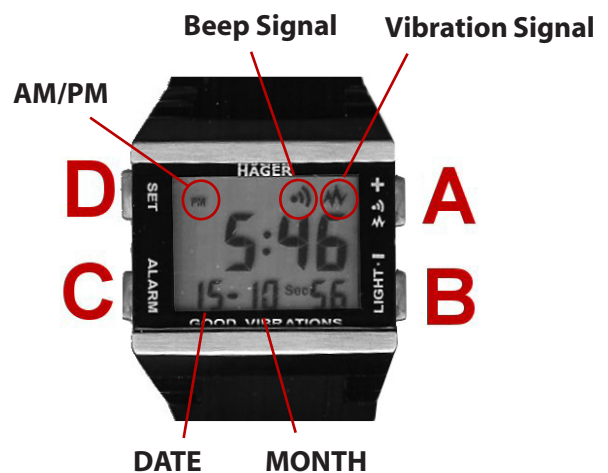 Beep Signal
Vibration Signal
AM/PM
HAGER
D
SET
PM
A
+
5:46
C
ALARM
15-10 Sec 56
LIGHT · –
B
GOOD VIBRATIONS
DATE
MONTH